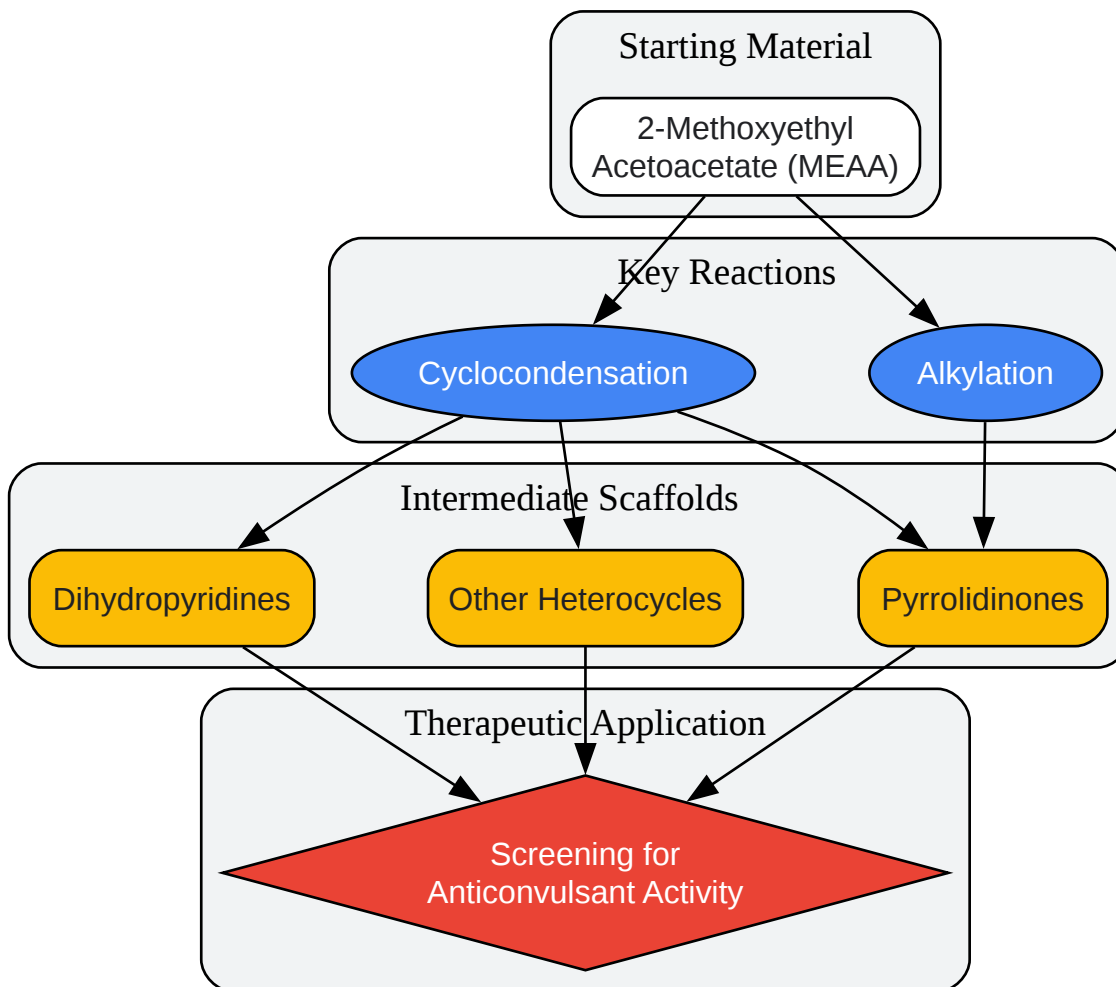 Starting Material
2-Methoxyethyl
Acetoacetate (MEAA)
Key Reactions
Cyclocondensation
Alkylation
Intermediate Scaffolds
Dihydropyridines
Other Heterocycles
Pyrrolidinones
Therapeutic Application
Screening for
Anticonvulsant Activity